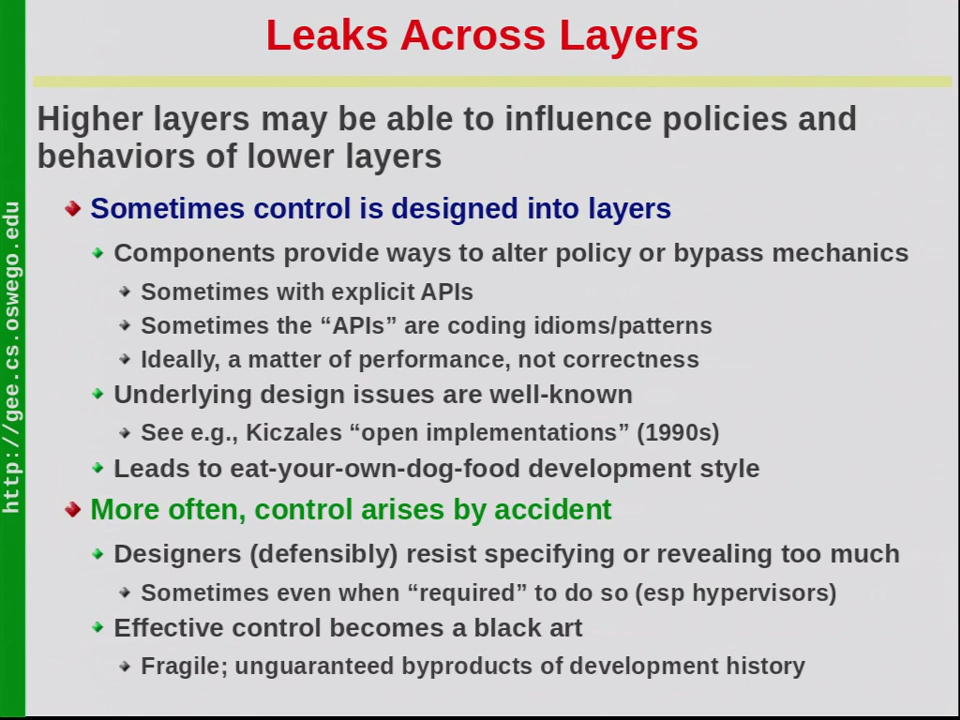 Leaks Across Layers
Higher layers may be able to influence policies and
behaviors of lower layers
Sometimes control is designed into layers
Components provide ways to alter policy or bypass mechanics
Sometimes with explicit APIs
Sometimes the “APIs” are coding idioms/patterns
Ideally, a matter of performance, not correctness
Underlying design issues are well-known
See e.g., Kiczales “open implementations” (1990s)
Leads to eat-your-own-dog-food development style
More often, control arises by accident
Designers (defensibly) resist specifying or revealing too much
Sometimes even when “required” to do so (esp hypervisors)
Effective control becomes a black art
Fragile; unguaranteed byproducts of development history
http://gee.cs.oswego.edu